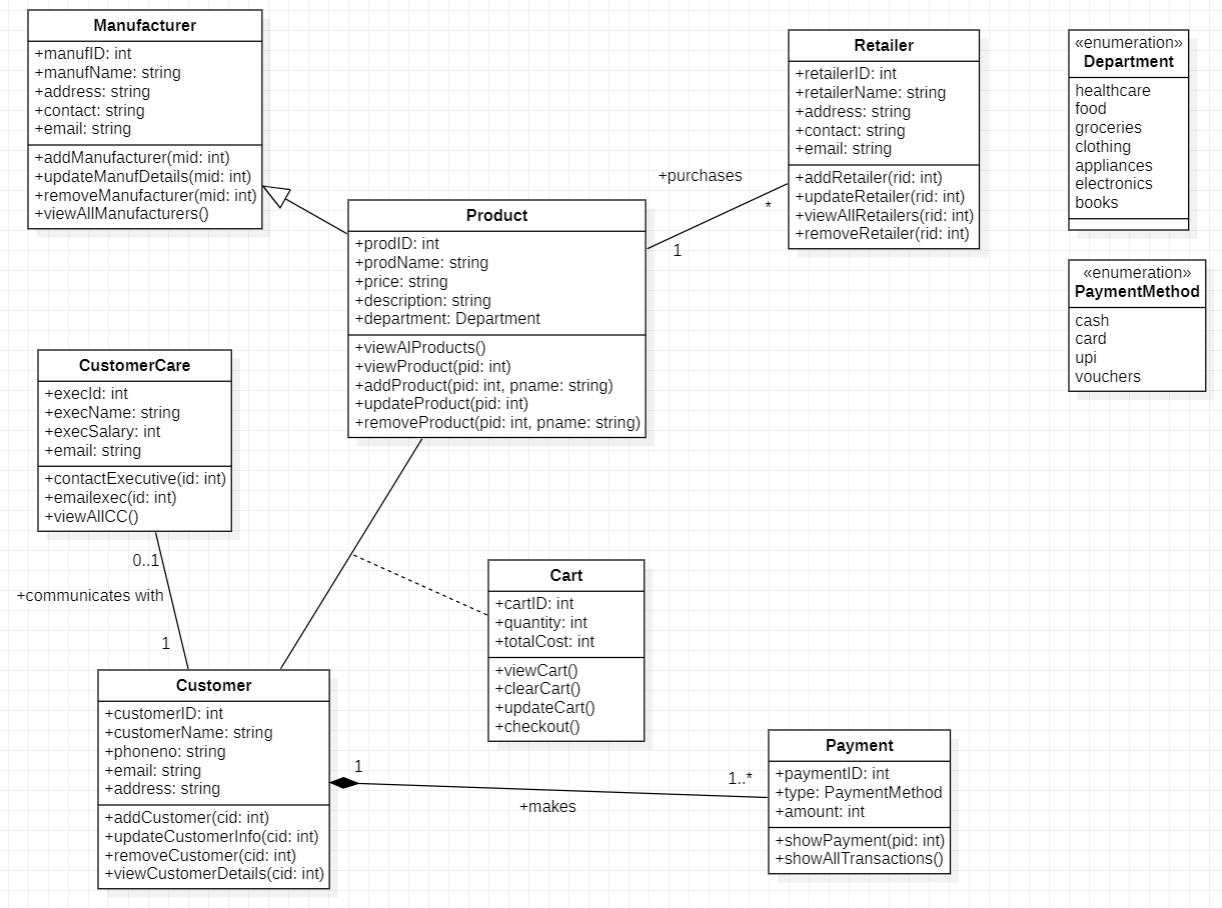 Manufacturer
+manufID: int
+manufName: string
+address: string
+contact: string
+email: string
+addManufacturer(mid: int)
+updateManufDetails(mid: int)
+removeManufacturer(mid: int)
+viewAllManufacturers()
Retailer
+retailerID: int
+retailerName: string
+address: string
+contact: string
+email: string
+addRetailer(rid: int)
+updateRetailer(rid: int)
+viewAllRetailers(rid: int)
+removeRetailer(rid: int)
«enumeration»
Department
healthcare
food
groceries
clothing
appliances
electronics
books
+purchases
*
1
Product
+prodID: int
+prodName: string
+price: string
+description: string
+department: Department
+viewAlProducts()
+viewProduct(pid: int)
+addProduct(pid: int, pname: string)
+updateProduct(pid: int)
+removeProduct(pid: int, pname: string)
«enumeration»
PaymentMethod
cash
card
upi
vouchers
CustomerCare
+execId: int
+execName: string
+execSalary: int
+email: string
+contactExecutive(id: int)
+emailexec(id: int)
+viewAllCC()
0..1
+communicates with
1
Cart
+cartID: int
+quantity: int
+totalCost: int
+viewCart()
+clearCart()
+updateCart()
+checkout()
Customer
+customerID: int
+customerName: string
+phoneno: string
+email: string
+address: string
+addCustomer(cid: int)
+updateCustomerInfo(cid: int)
+removeCustomer(cid: int)
+viewCustomerDetails(cid: int)
1
1..*
+makes
Payment
+paymentID: int
+type: PaymentMethod
+amount: int
+showPayment(pid: int)
+showAllTransactions()